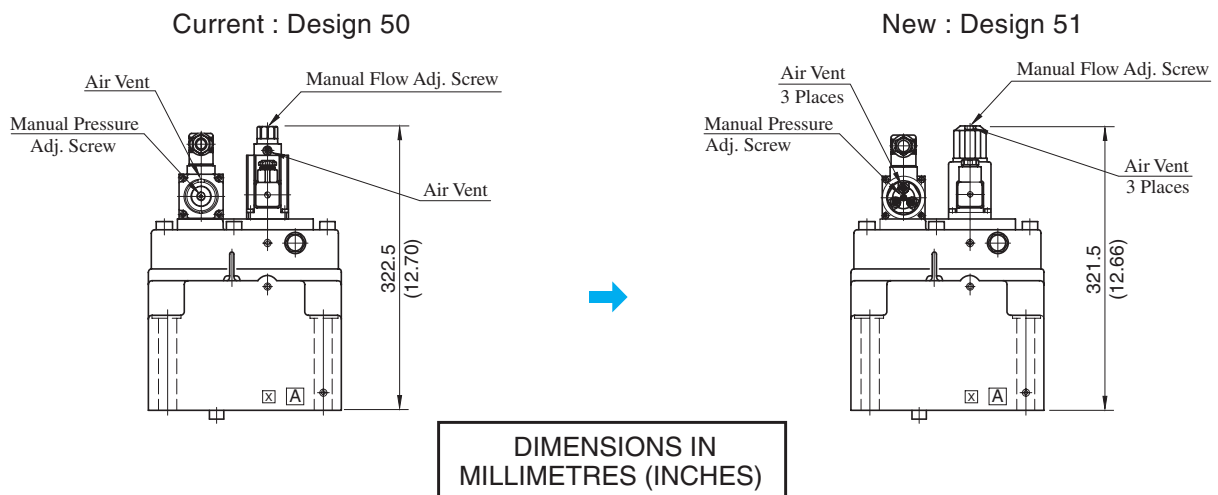 Current : Design 50
Manual Flow Adj. Screw
Air Vent
Manual Pressure
Adj. Screw
Air Vent
322.5
(12.70)
X A
New : Design 51
Air Vent
3 Places
Manual Flow Adj. Screw
Manual Pressure
Adj. Screw
Air Vent
3 Places
321.5
(12.66)
X A
DIMENSIONS IN
MILLIMETRES (INCHES)